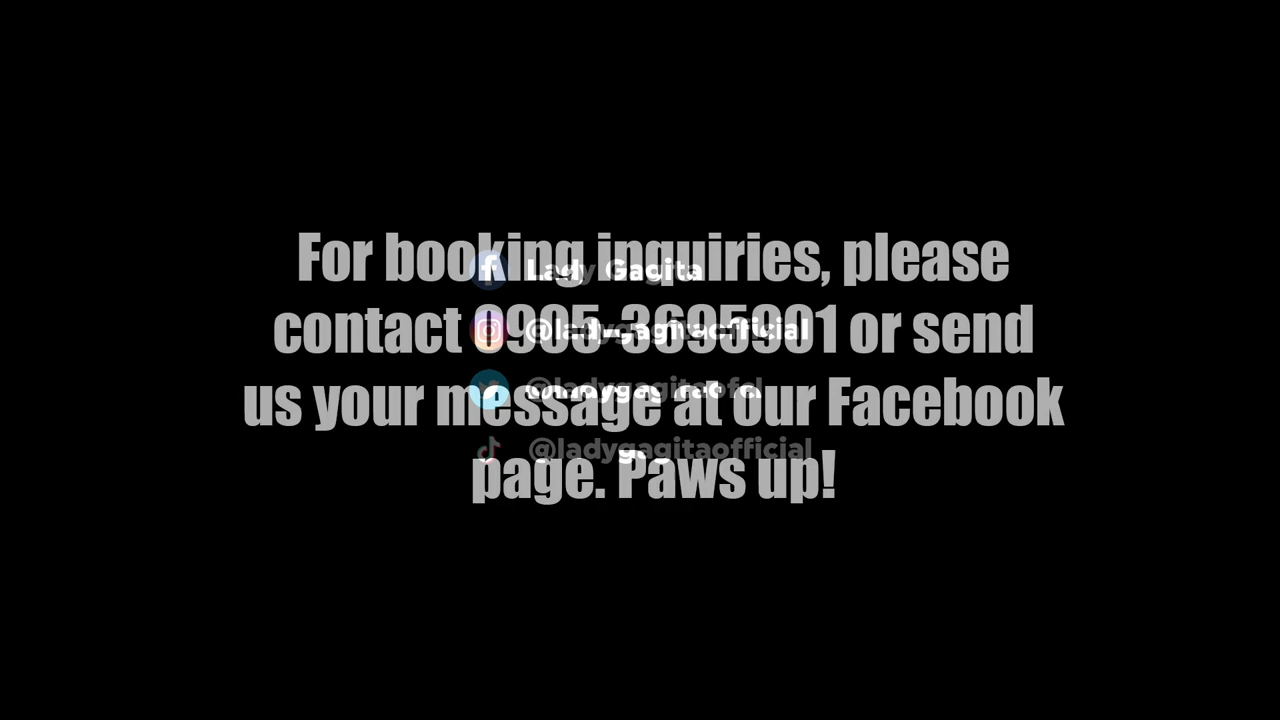 For booking inquiries, please
contact 0905-3695901 or send
us your message at our Facebook
page. Paws up!
Lady Gagita
@ladygagitaofficial
@ladygagitaofcl
@ladygagitaofficial